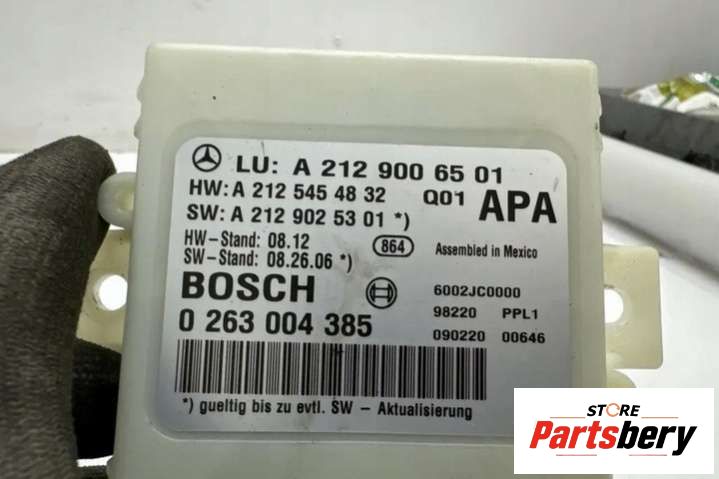 LU: A 212 900 65 01
HW: A 212 545 48 32 Q01 APA
SW: A 212 902 53 01 *)
HW-Stand: 08.12 864 Assembled in Mexico
SW-Stand: 08.26.06 *)
BOSCH 6002JC0000
0 263 004 385 98220 PPL1
090220 00646
*) gueltig bis zu evtl. SW - Aktualisierung
STORE
Partsbery